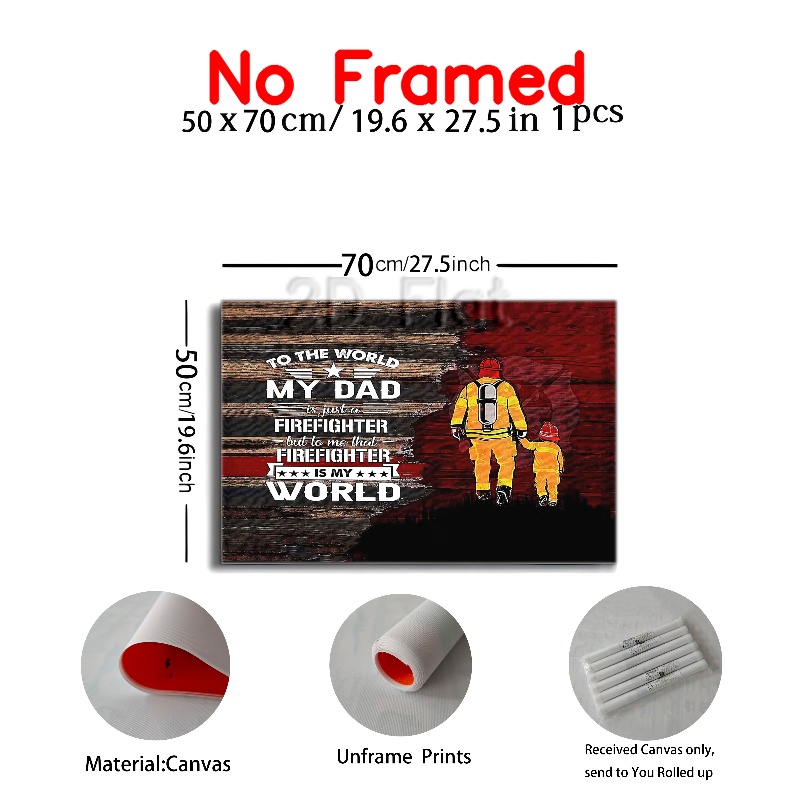 No Framed
50 x 70 cm/ 19.6 x 27.5 in 1pcs
70cm/27.5inch
2D Flat
50cm/19.6inch
TO THE WORLD
MY DAD
is just a
FIREFIGHTER
but to me that
FIREFIGHTER
IS MY
WORLD
Material:Canvas
Unframe Prints
Received Canvas only,
send to You Rolled up